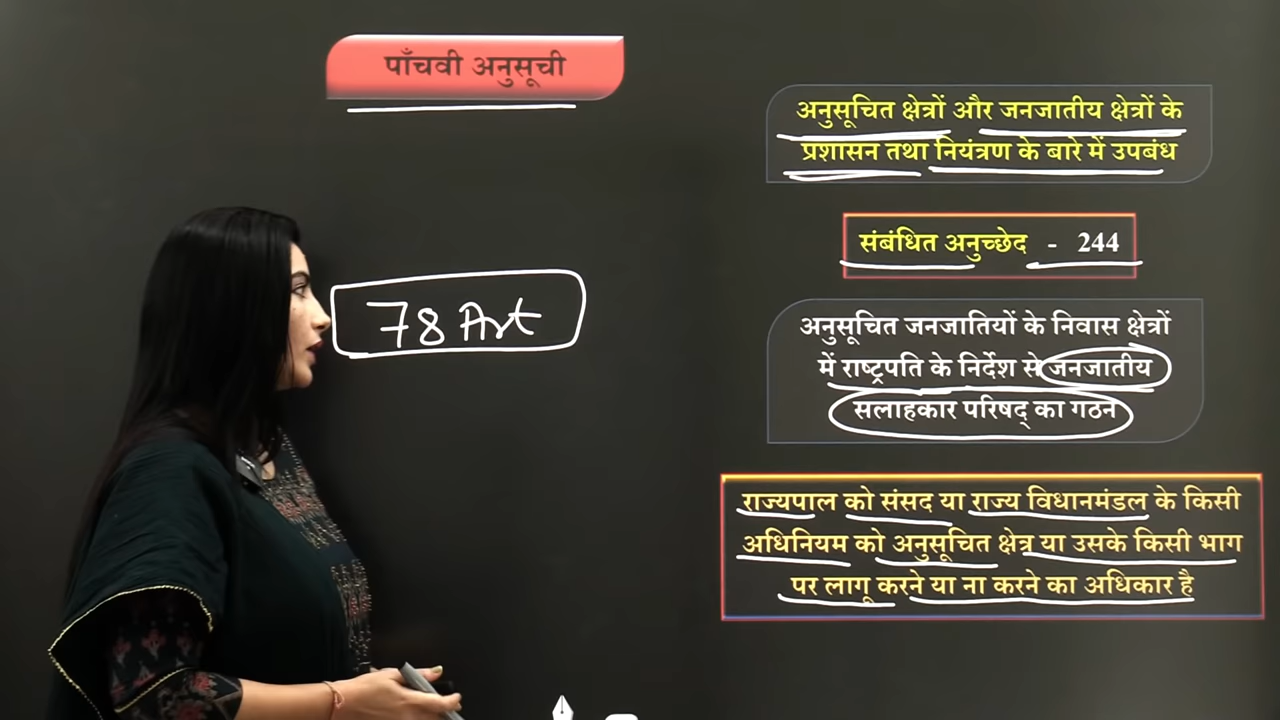 पाँचवी अनुसूची
अनुसूचित क्षेत्रों और जनजातीय क्षेत्रों के
प्रशासन तथा नियंत्रण के बारे में उपबंध
संबंधित अनुच्छेद - 244
78 Art
अनुसूचित जनजातियों के निवास क्षेत्रों
में राष्ट्रपति के निर्देश से जनजातीय
सलाहकार परिषद् का गठन
राज्यपाल को संसद या राज्य विधानमंडल के किसी
अधिनियम को अनुसूचित क्षेत्र या उसके किसी भाग
पर लागू करने या ना करने का अधिकार है